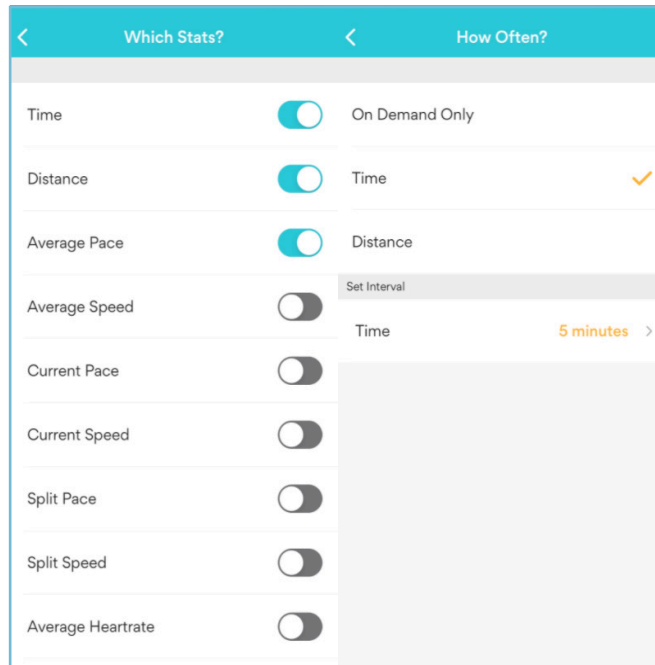 Which Stats?
Time
Distance
Average Pace
Average Speed
Current Pace
Current Speed
Split Pace
Split Speed
Average Heartrate
How Often?
On Demand Only
Time
Distance
Set Interval
Time 5 minutes